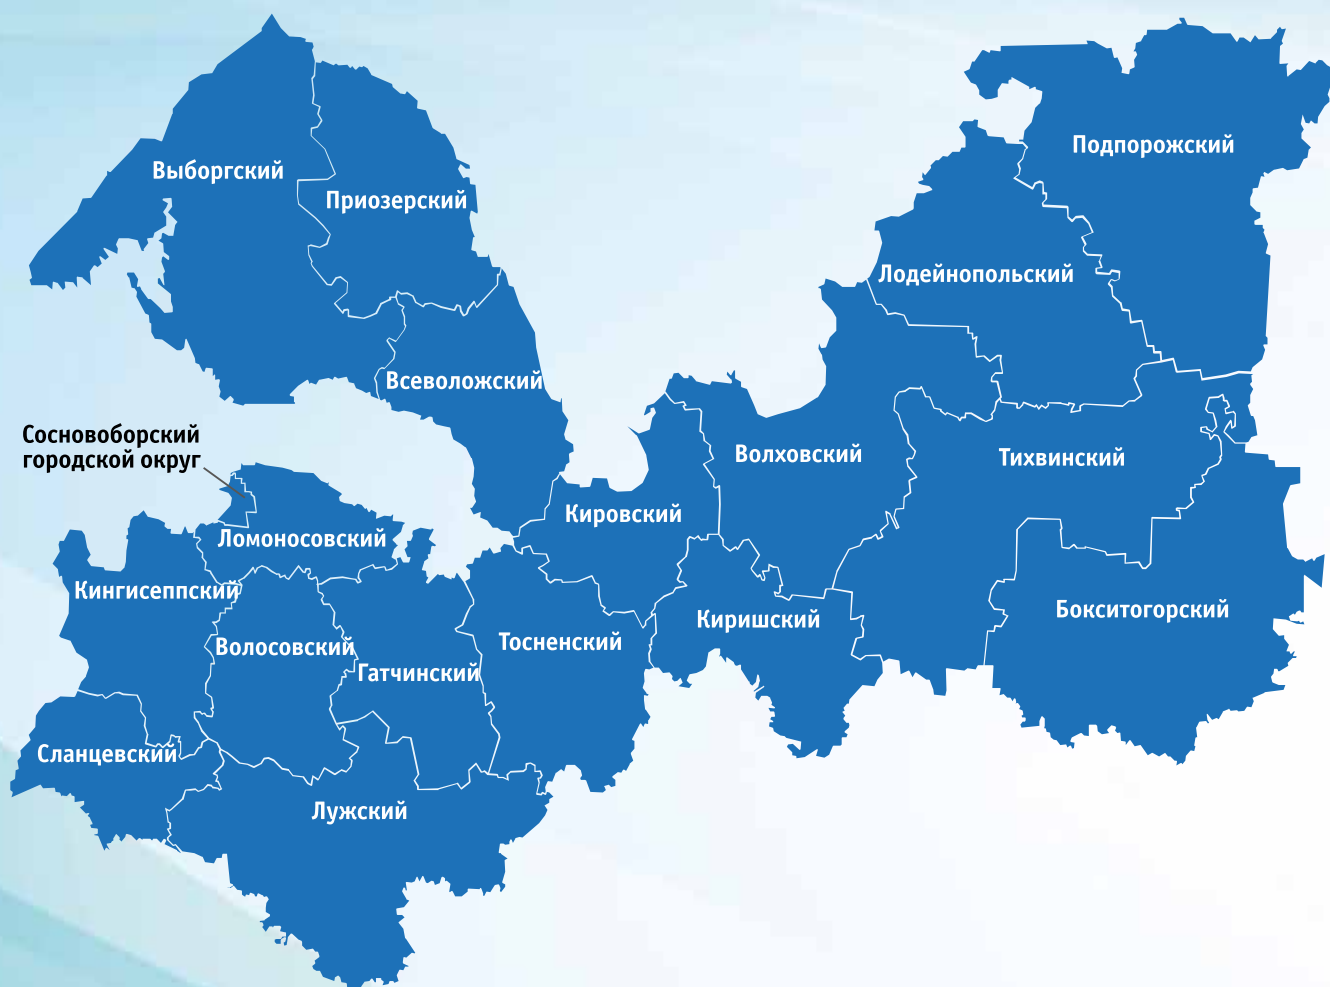 Подпорожский
Выборгский
Приозерский
Лодейнопольский
Всеволожский
Сосновоборский
городской округ
Волховский
Тихвинский
Кировский
Ломоносовский
Кингисеппский
Бокситогорский
Киришский
Волосовский
Тосненский
Гатчинский
Сланцевский
Лужский